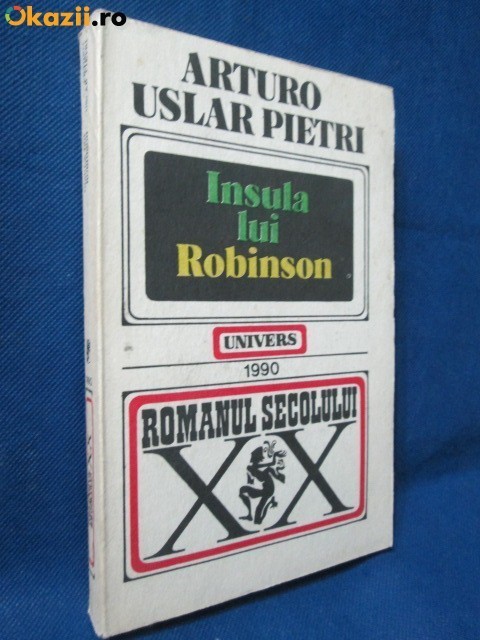 Okazii.ro
ARTURO
USLAR PIETRI
Insula
lui
Robinson
UNIVERS
1990
ROMANUL SECOLULUI
XX